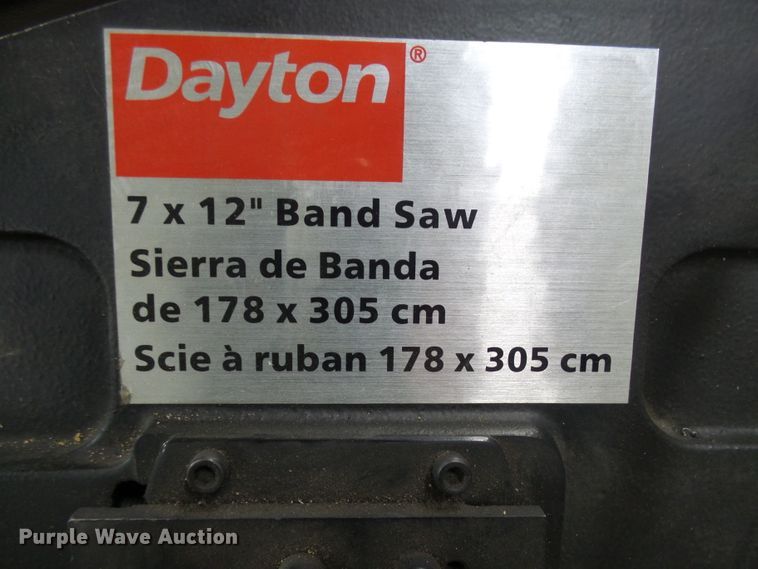 Dayton®
7 x 12" Band Saw
Sierra de Banda
de 178 x 305 cm
Scie à ruban 178 x 305 cm
Purple Wave Auction